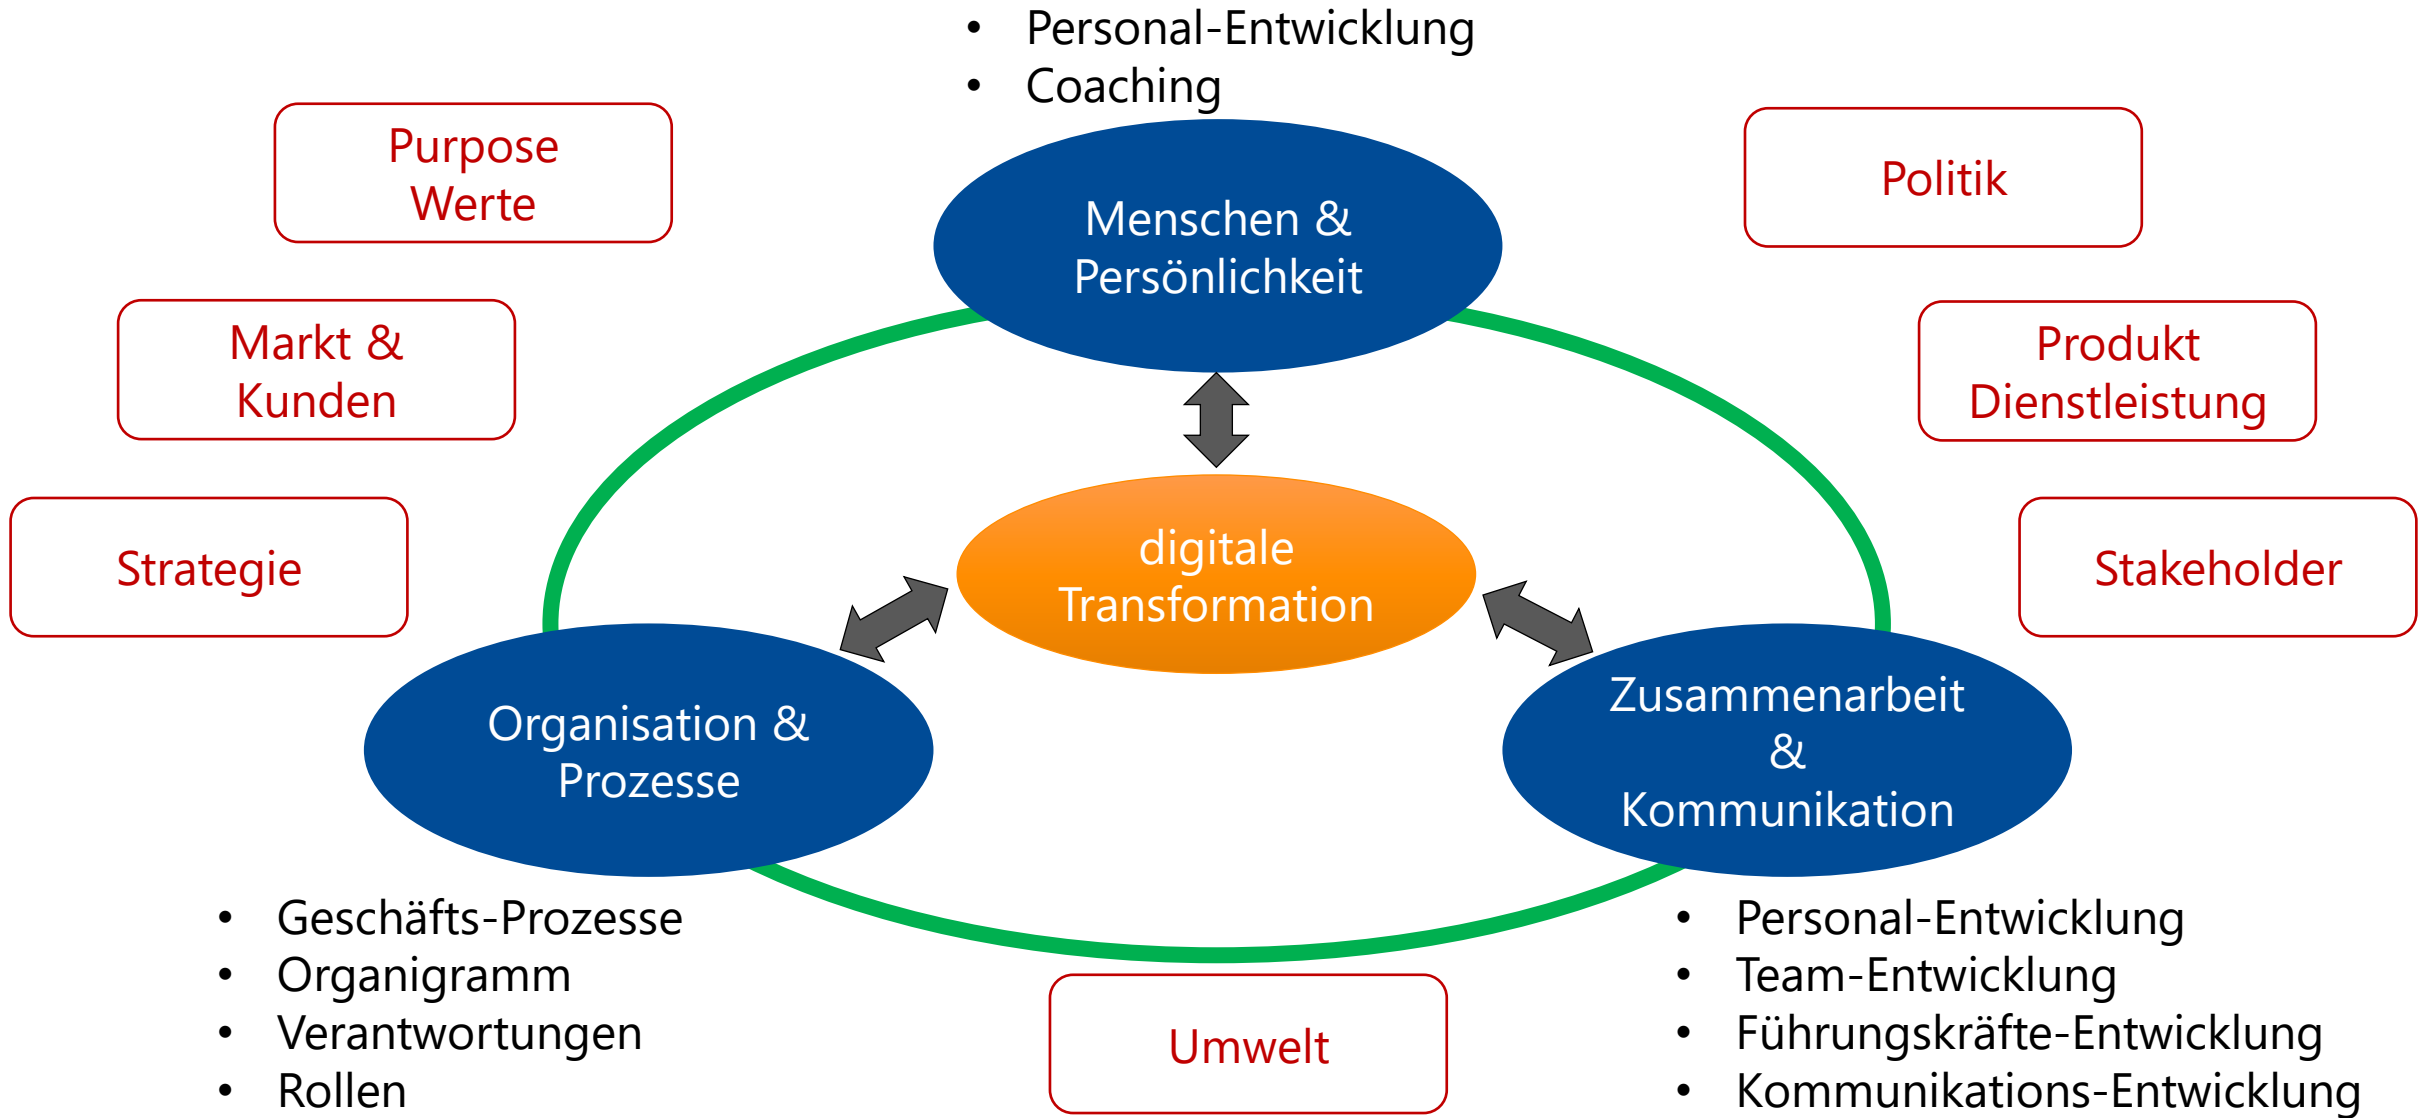 • Personal-Entwicklung
• Coaching
Purpose
Werte
Politik
Menschen &
Persönlichkeit
Markt &
Kunden
Produkt
Dienstleistung
Strategie
digitale
Transformation
Stakeholder
Organisation &
Prozesse
Zusammenarbeit
&
Kommunikation
• Geschäfts-Prozesse
• Organigramm
• Verantwortungen
• Rollen
Umwelt
• Personal-Entwicklung
• Team-Entwicklung
• Führungskräfte-Entwicklung
• Kommunikations-Entwicklung